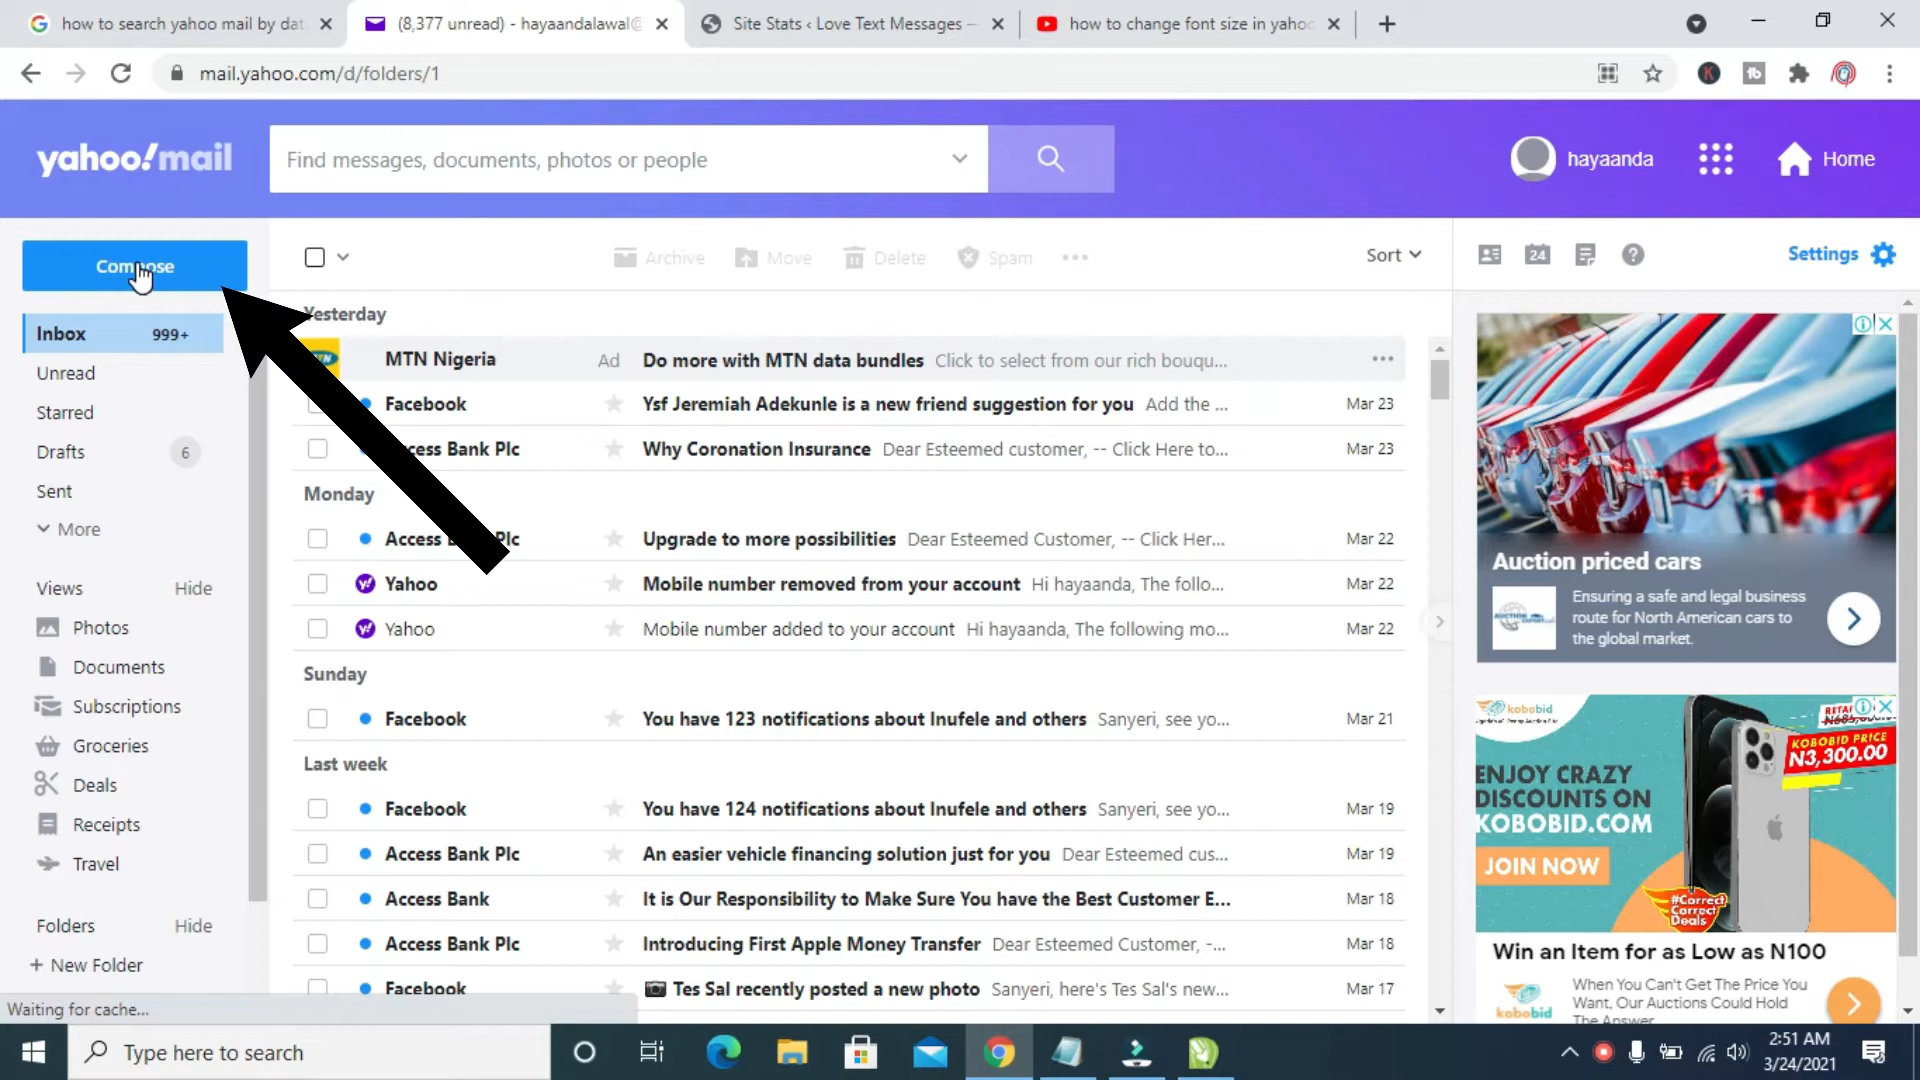 how to search yahoo mail by dat
(8,377 unread) - hayaandalawal@
Site Stats ‹ Love Text Messages —
how to change font size in yahoo
mail.yahoo.com/d/folders/1
yahoo!mail
Find messages, documents, photos or people
hayaanda
Home
Compose
Archive Move Delete Spam
Sort
24
Settings
Inbox 999+
Unread
Starred
Drafts 6
Sent
More
Views Hide
Photos
Documents
Subscriptions
Groceries
Deals
Receipts
Travel
Folders Hide
+ New Folder
Waiting for cache...
Yesterday
MTN Nigeria Ad Do more with MTN data bundles Click to select from our rich bouqu...
Facebook Ysf Jeremiah Adekunle is a new friend suggestion for you Add the ... Mar 23
cess Bank Plc Why Coronation Insurance Dear Esteemed customer, -- Click Here to... Mar 23
Monday
Access B Plc Upgrade to more possibilities Dear Esteemed Customer, -- Click Her... Mar 22
Yahoo Mobile number removed from your account Hi hayaanda, The follo... Mar 22
Yahoo Mobile number added to your account Hi hayaanda, The following mo... Mar 22
Sunday
Facebook You have 123 notifications about Inufele and others Sanyeri, see yo... Mar 21
Last week
Facebook You have 124 notifications about Inufele and others Sanyeri, see yo... Mar 19
Access Bank Plc An easier vehicle financing solution just for you Dear Esteemed cus... Mar 19
Access Bank It is Our Responsibility to Make Sure You have the Best Customer E... Mar 18
Access Bank Plc Introducing First Apple Money Transfer Dear Esteemed Customer, -... Mar 18
Facebook Tes Sal recently posted a new photo Sanyeri, here's Tes Sal's new... Mar 17
Auction priced cars
Ensuring a safe and legal business
route for North American cars to
the global market.
kobobid
KOBOBID PRICE
N3,300.00
ENJOY CRAZY
DISCOUNTS ON
KOBOBID.COM
JOIN NOW
#Correct
Correct
Deals
Win an Item for as Low as N100
When You Can't Get The Price You
Want, Our Auctions Could Hold
The Answer
kobobid
Type here to search
2:51 AM
3/24/2021